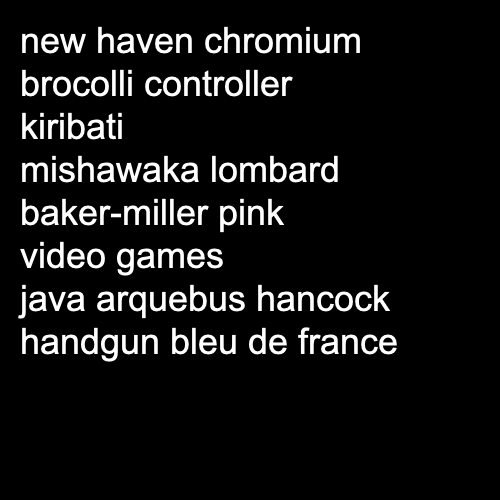 new haven chromium
brocolli controller
kiribati
mishawaka lombard
baker-miller pink
video games
java arquebus hancock
handgun bleu de france